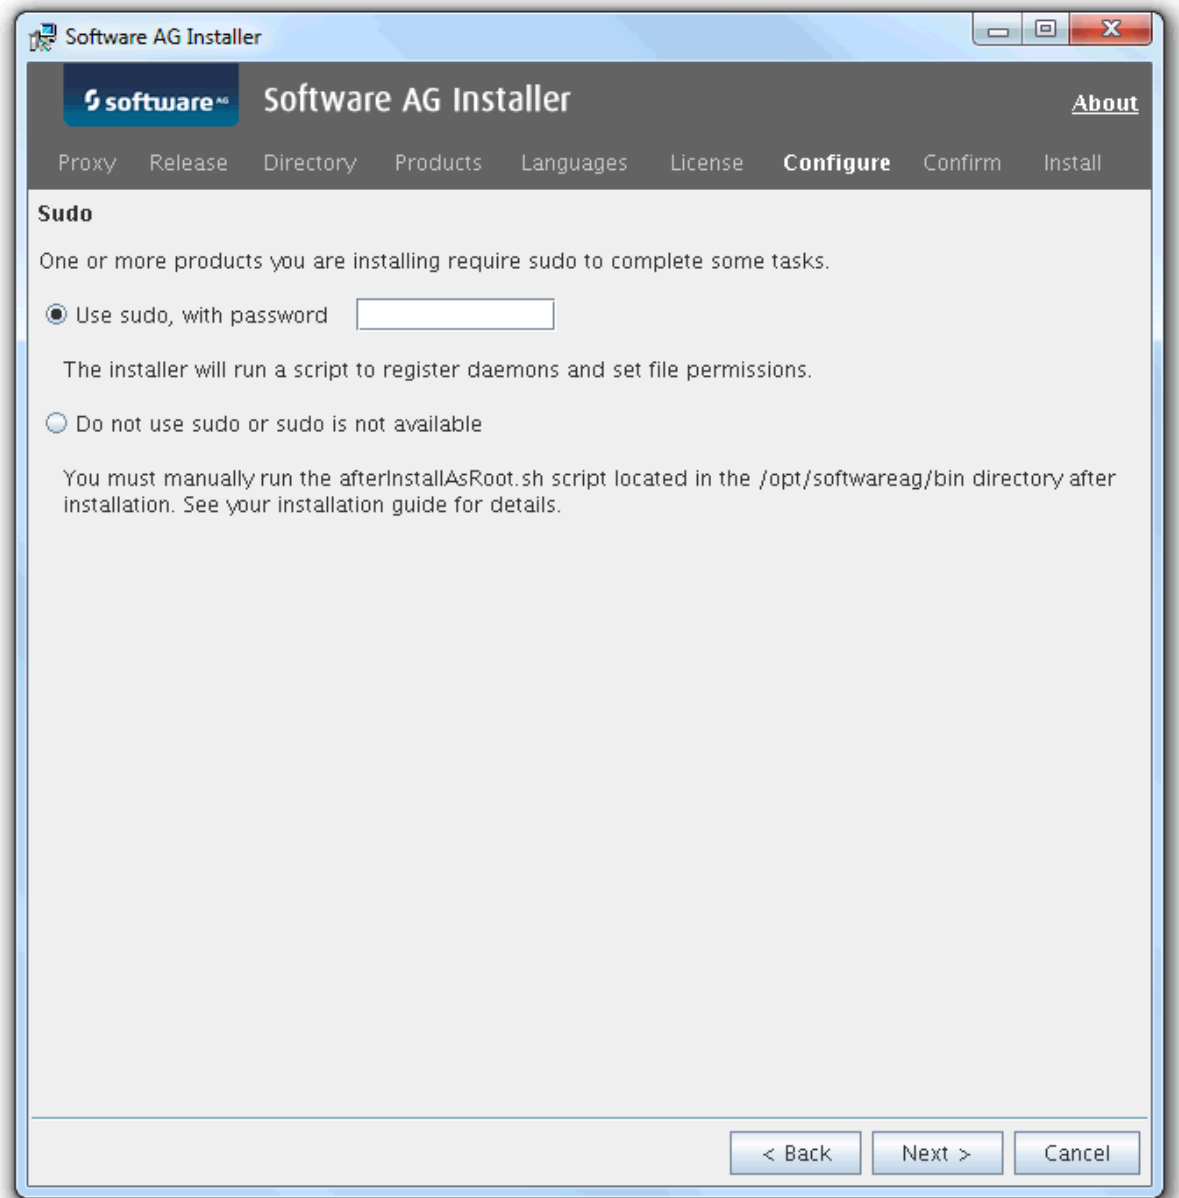 Software AG Installer
software AG Software AG Installer About
Proxy Release Directory Products Languages License Configure Confirm Install
Sudo
One or more products you are installing require sudo to complete some tasks.
Use sudo, with password
The installer will run a script to register daemons and set file permissions.
Do not use sudo or sudo is not available
You must manually run the afterInstallAsRoot.sh script located in the /opt/softwareag/bin directory after
installation. See your installation guide for details.
< Back Next > Cancel